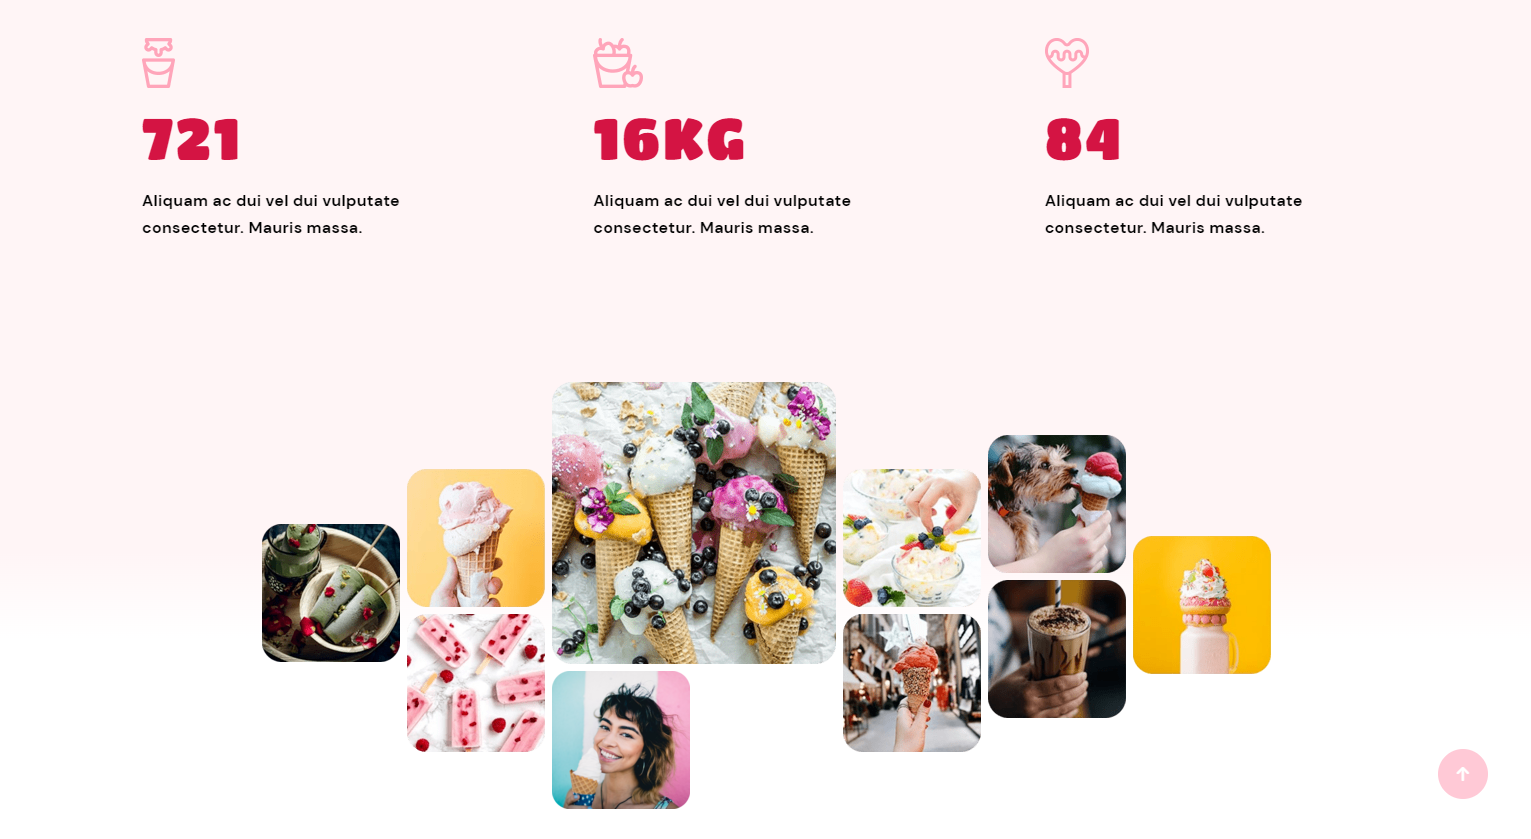 721
Aliquam ac dui vel dui vulputate
consectetur. Mauris massa.
16KG
Aliquam ac dui vel dui vulputate
consectetur. Mauris massa.
84
Aliquam ac dui vel dui vulputate
consectetur. Mauris massa.